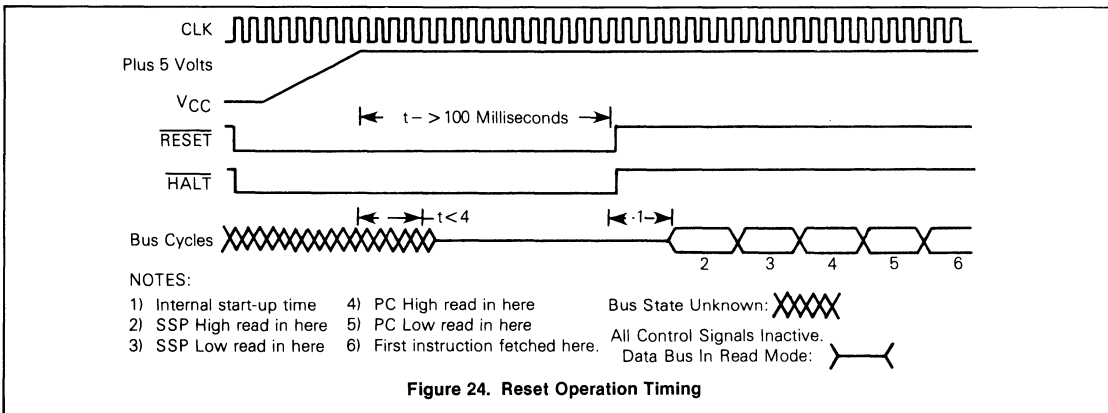 CLK
Plus 5 Volts
VCC
t - > 100 Milliseconds
RESET
HALT
t < 4
1
Bus Cycles
2 3 4 5 6
NOTES:
1) Internal start-up time
2) SSP High read in here
3) SSP Low read in here
4) PC High read in here
5) PC Low read in here
6) First instruction fetched here.
Bus State Unknown:
All Control Signals Inactive.
Data Bus In Read Mode:
Figure 24. Reset Operation Timing